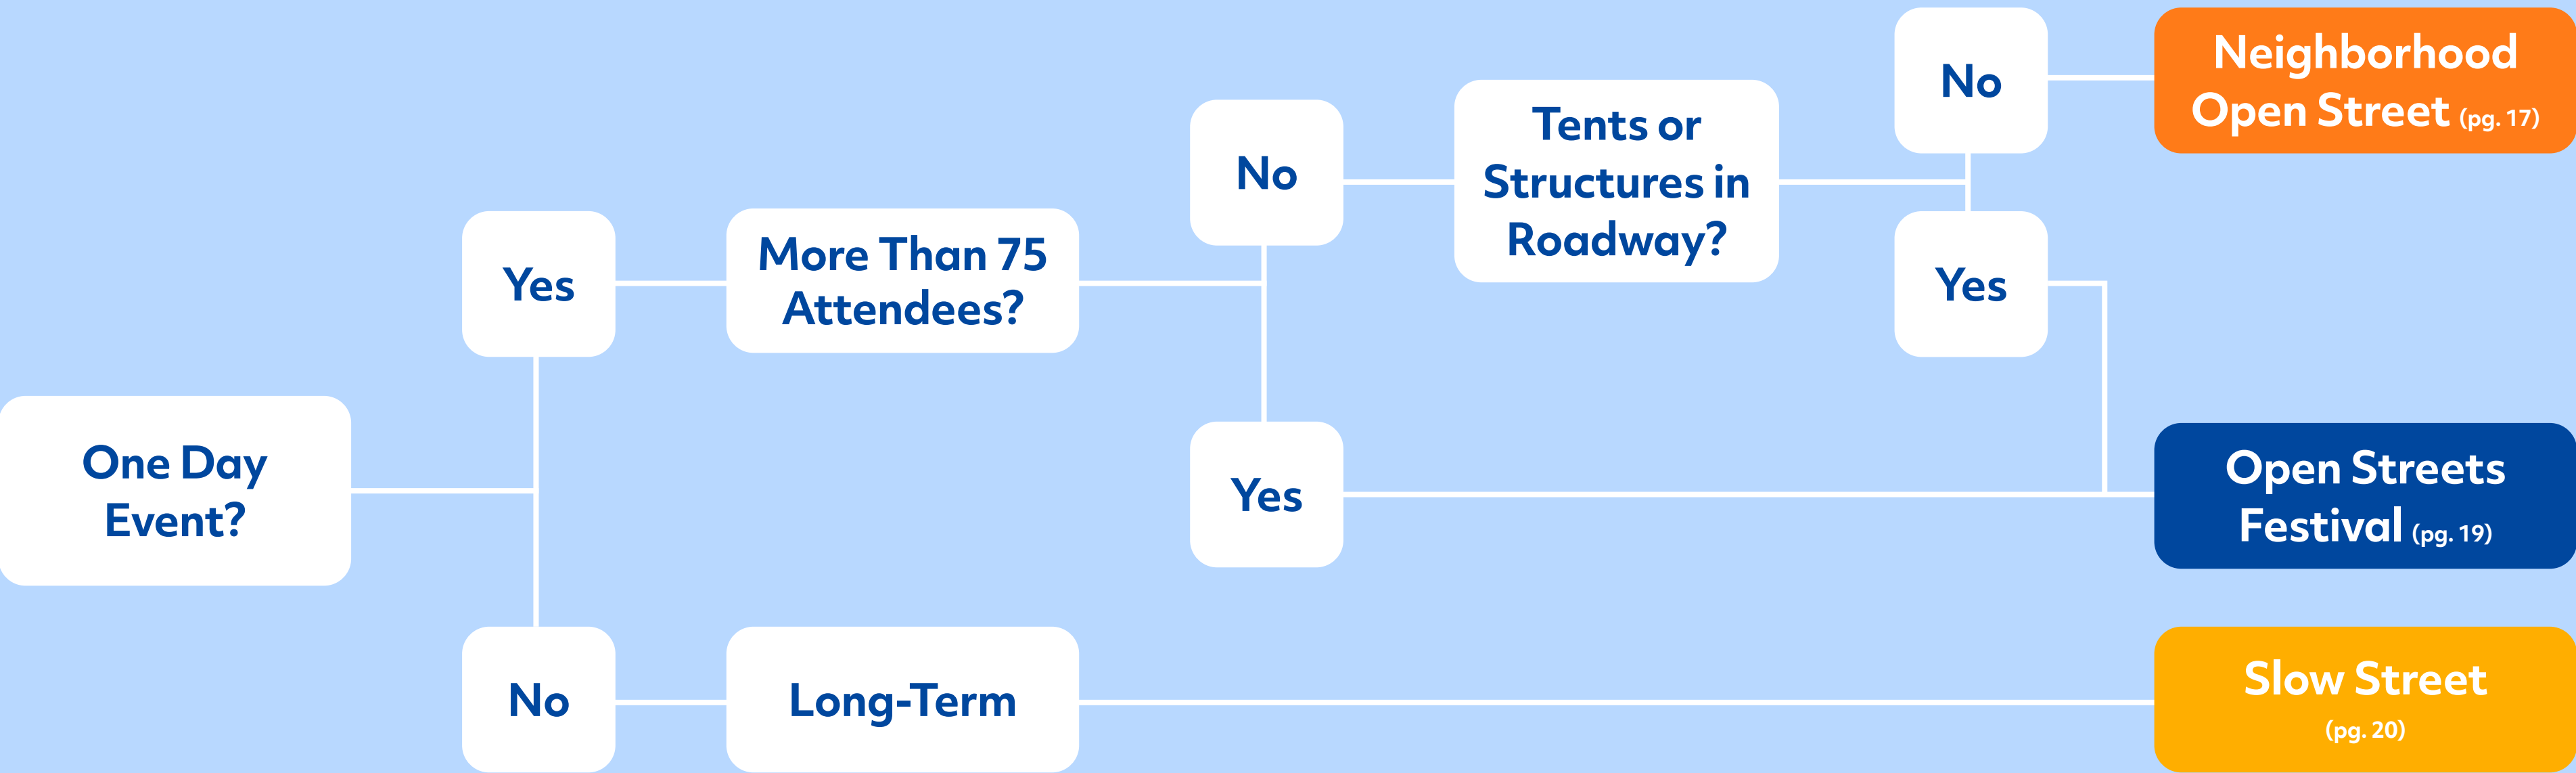 One Day
Event?
Yes
No
More Than 75
Attendees?
Long-Term
No
Yes
Tents or
Structures in
Roadway?
No
Yes
Neighborhood
Open Street (pg. 17)
Open Streets
Festival (pg. 19)
Slow Street
(pg. 20)